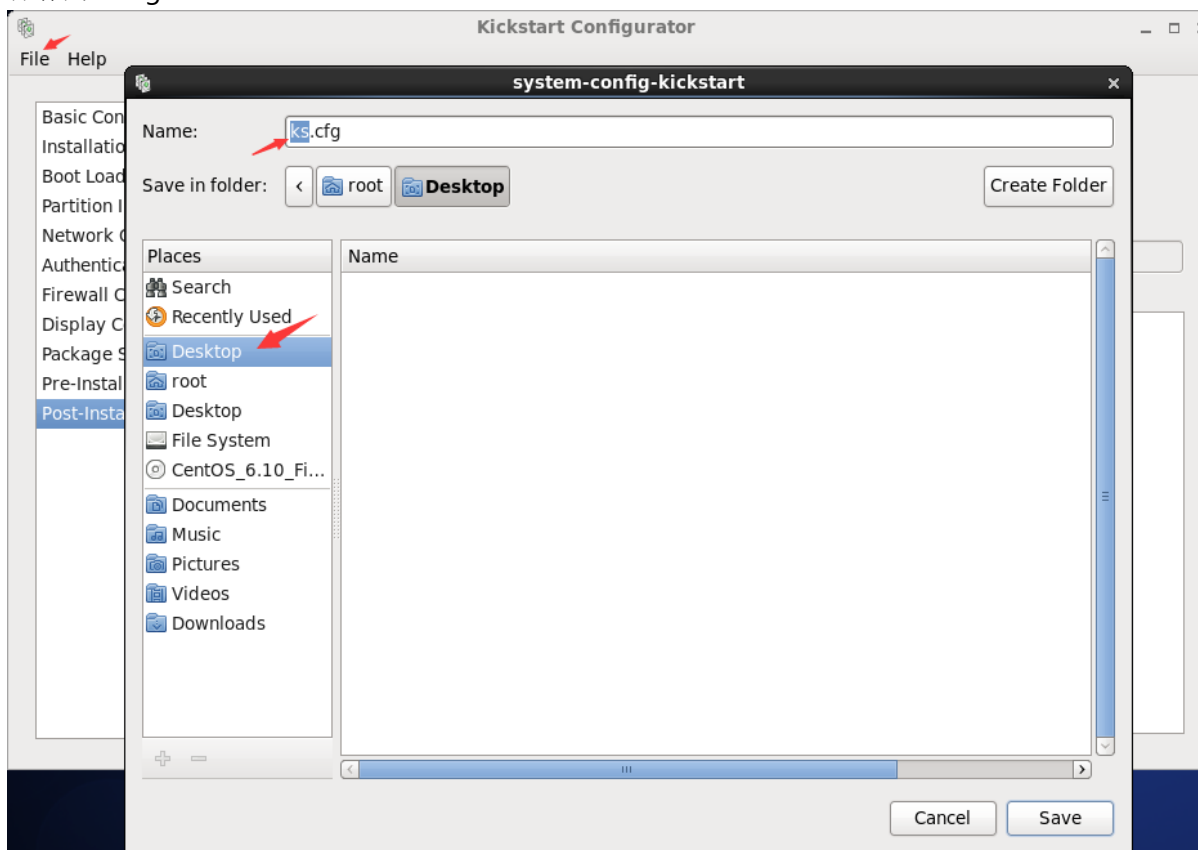 Kickstart Configurator
File Help
system-config-kickstart
Name: ks.cfg
Save in folder: root Desktop Create Folder
Basic Con
Installatio
Boot Load
Partition I
Network C
Authentica
Firewall C
Display C
Package S
Pre-Instal
Post-Insta
Places
Search
Recently Used
Desktop
root
Desktop
File System
CentOS_6.10_Fi...
Documents
Music
Pictures
Videos
Downloads
Name
Cancel Save